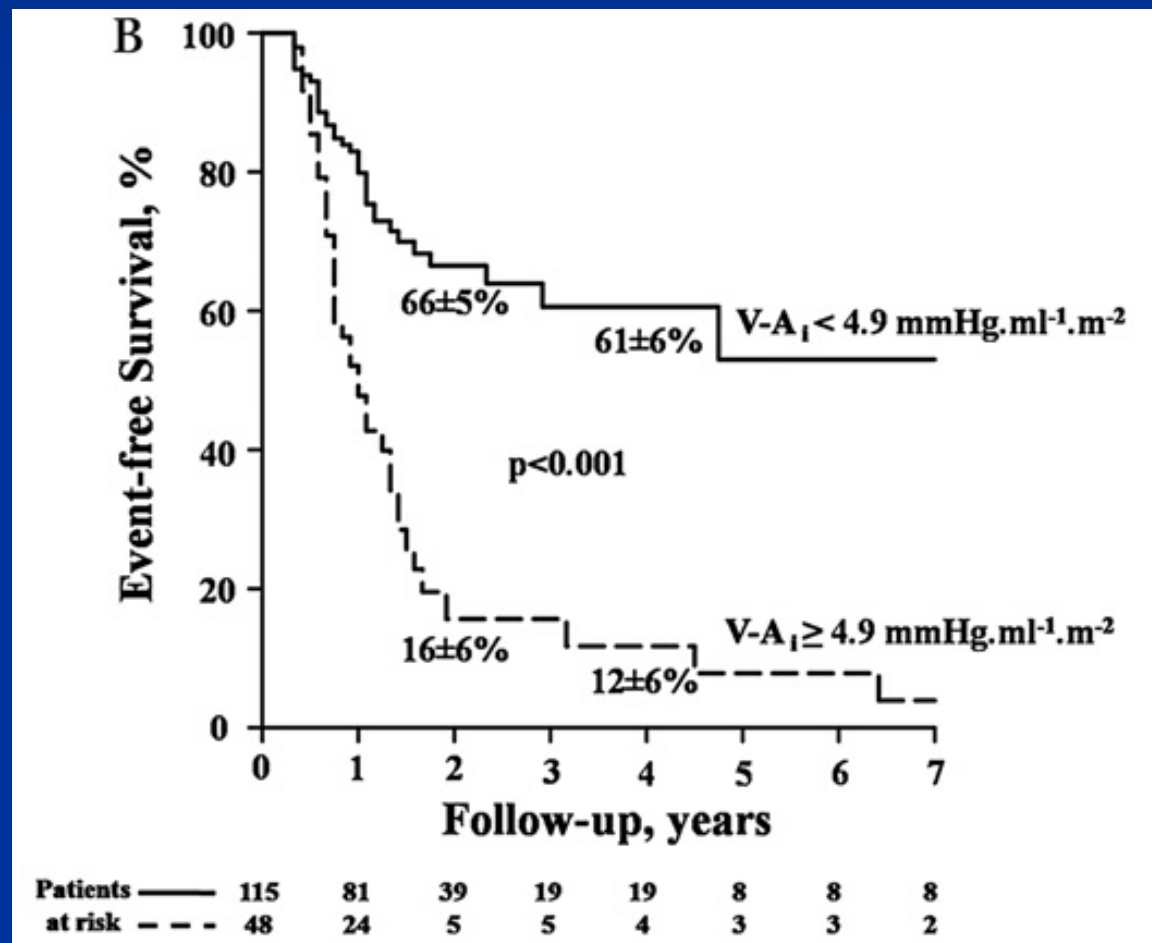 B
100
80
60
40
20
0
Event-free Survival, %
66±5%
61±6%
V-Aᵢ < 4.9 mmHg.ml⁻¹.m⁻²
p<0.001
16±6%
12±6%
V-Aᵢ ≥ 4.9 mmHg.ml⁻¹.m⁻²
0 1 2 3 4 5 6 7
Follow-up, years
Patients 115 81 39 19 19 8 8 8
at risk 48 24 5 5 4 3 3 2